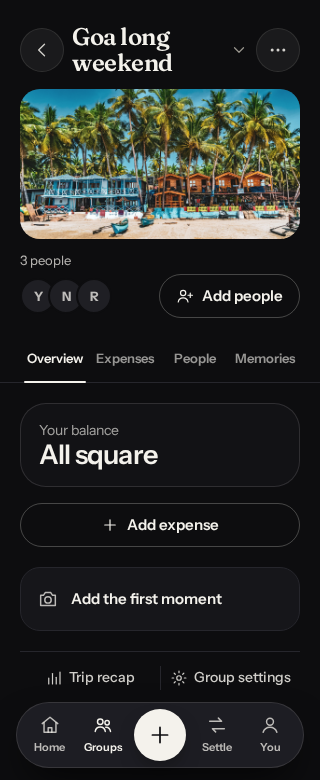 Goa long
weekend
3 people
Y N R
Add people
Overview Expenses People Memories
Your balance
All square
Add expense
Add the first moment
Trip recap
Group settings
Home Groups Settle You